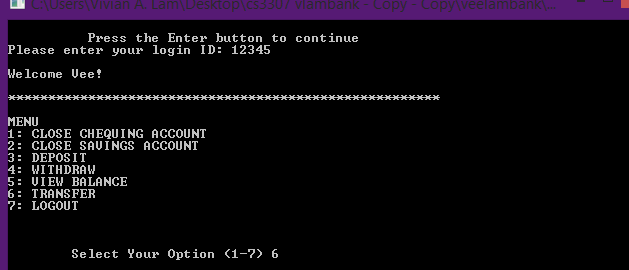 C:\Users\Vivian A. Lam\Desktop\cs3307 vlambank - Copy - Copy\veelambank\...
Press the Enter button to continue
Please enter your login ID: 12345
Welcome Vee!
******************************************************
MENU
1: CLOSE CHEQUING ACCOUNT
2: CLOSE SAVINGS ACCOUNT
3: DEPOSIT
4: WITHDRAW
5: VIEW BALANCE
6: TRANSFER
7: LOGOUT
Select Your Option (1-7) 6